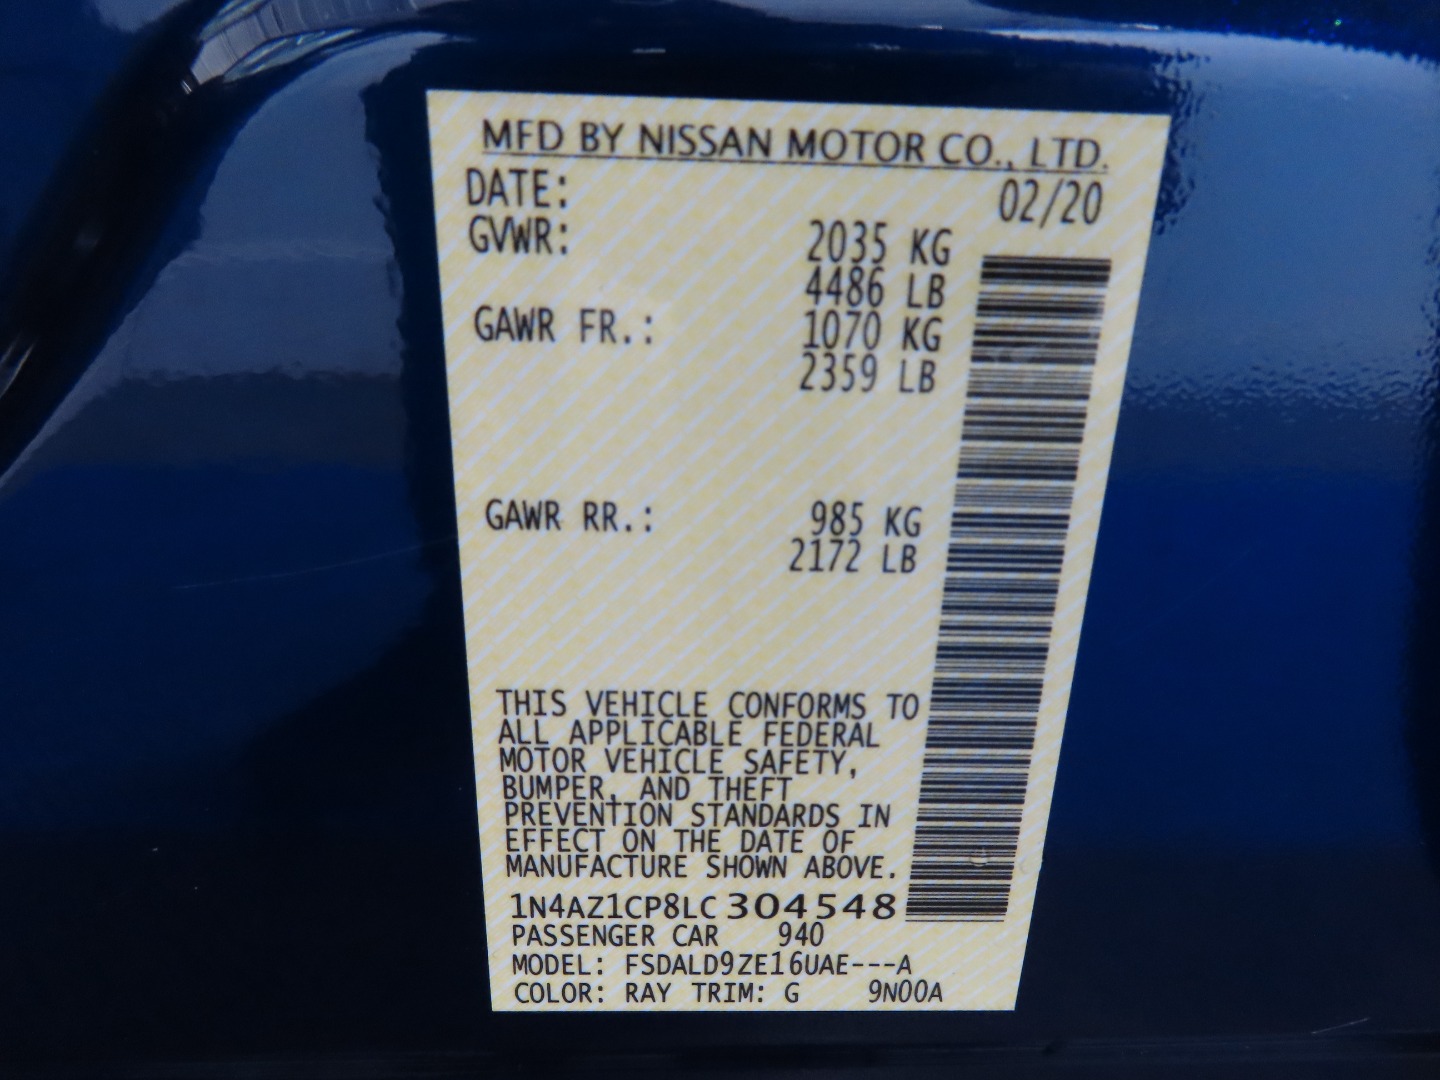 MFD BY NISSAN MOTOR CO., LTD.
DATE: 02/20
GVWR: 2035 KG
4486 LB
GAWR FR.: 1070 KG
2359 LB
GAWR RR.: 985 KG
2172 LB
THIS VEHICLE CONFORMS TO
ALL APPLICABLE FEDERAL
MOTOR VEHICLE SAFETY,
BUMPER, AND THEFT
PREVENTION STANDARDS IN
EFFECT ON THE DATE OF
MANUFACTURE SHOWN ABOVE.
1N4AZ1CP8LC304548
PASSENGER CAR 940
MODEL: FSDALD9ZE16UAE---A
COLOR: RAY TRIM: G 9N00A